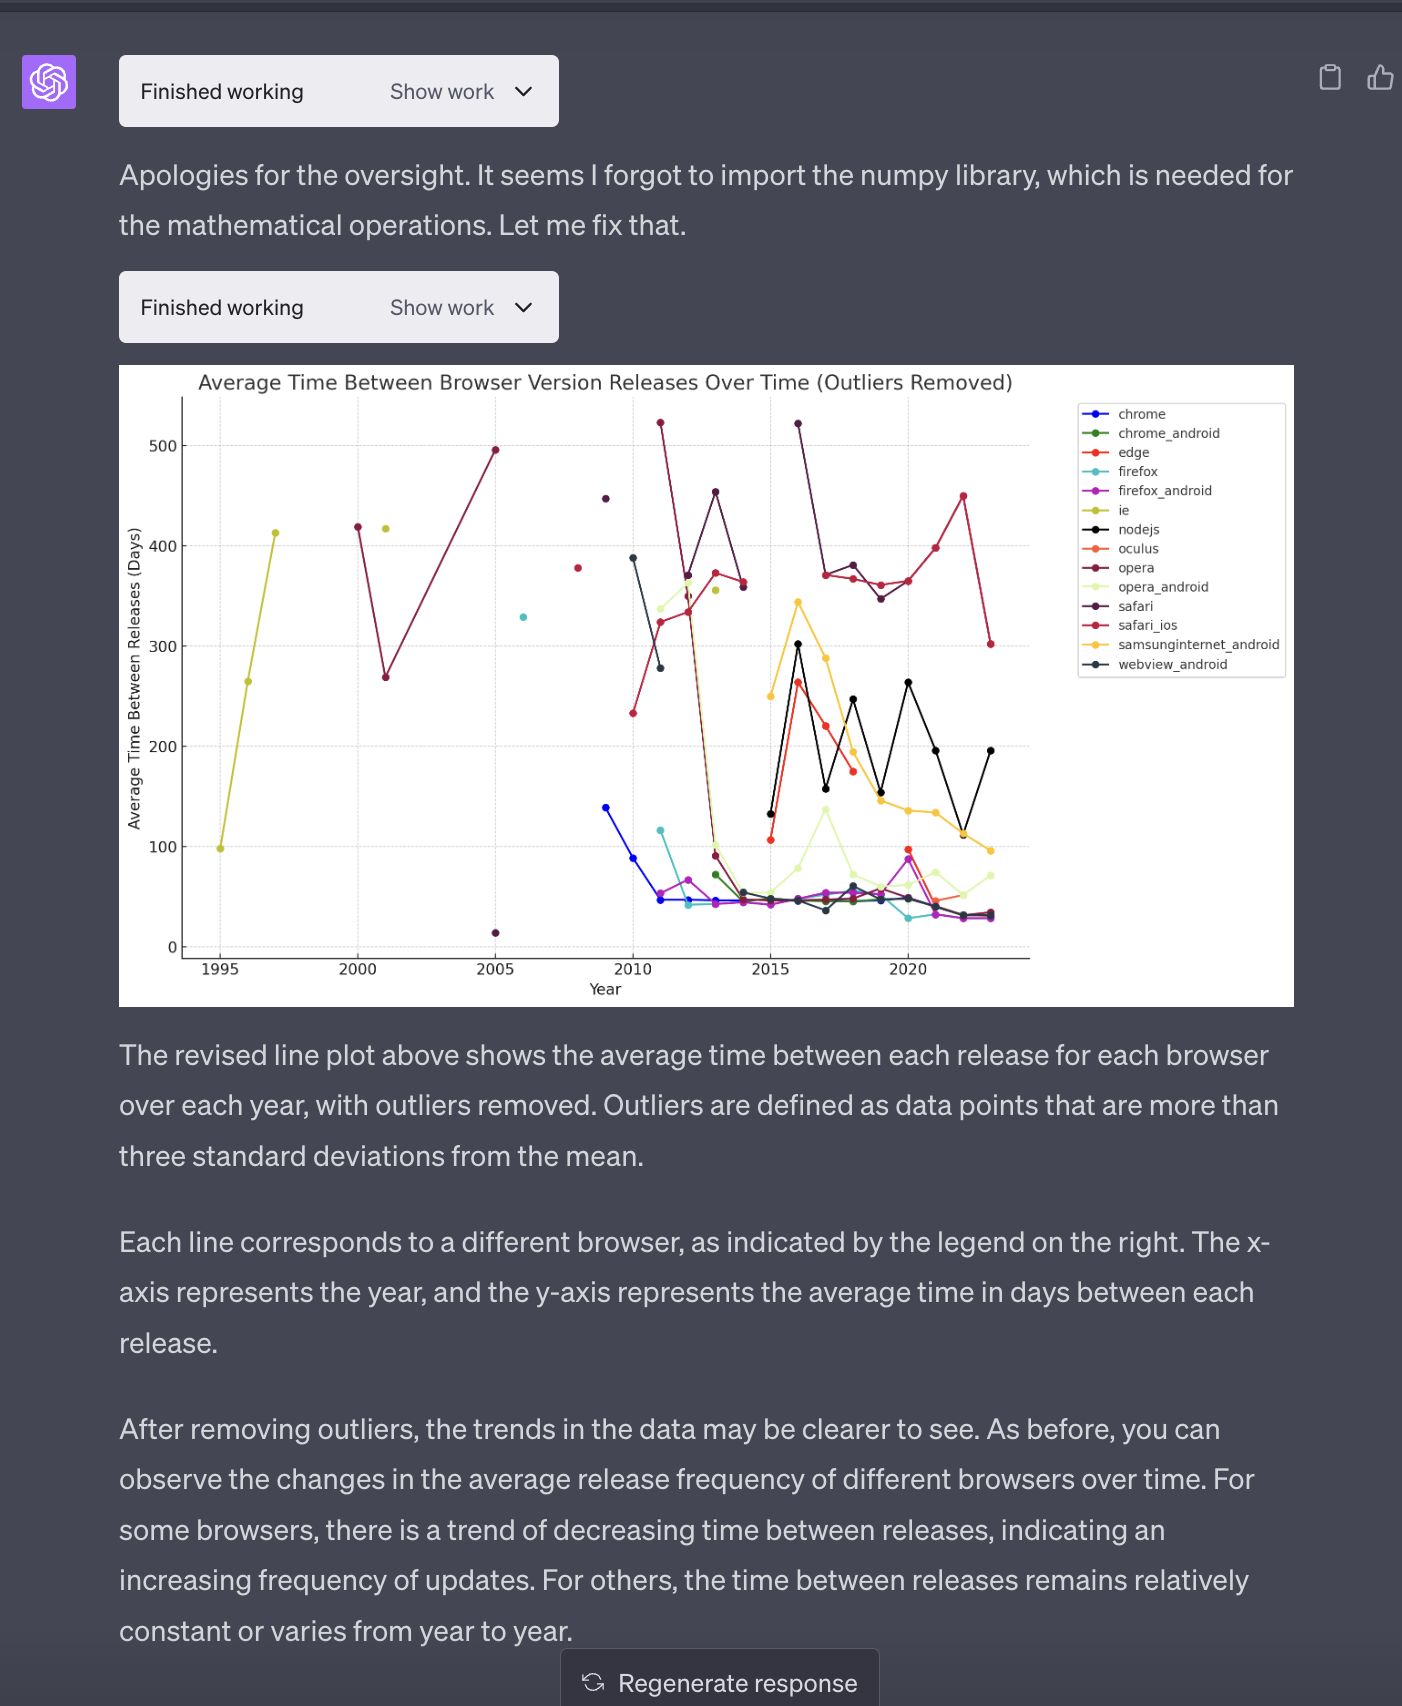 Finished working Show work
Apologies for the oversight. It seems I forgot to import the numpy library, which is needed for
the mathematical operations. Let me fix that.
Finished working Show work
Average Time Between Browser Version Releases Over Time (Outliers Removed)
Average Time Between Releases (Days)
500
400
300
200
100
0
1995 2000 2005 2010 2015 2020
Year
chrome
chrome_android
edge
firefox
firefox_android
ie
nodejs
oculus
opera
opera_android
safari
safari_ios
samsunginternet_android
webview_android
The revised line plot above shows the average time between each release for each browser
over each year, with outliers removed. Outliers are defined as data points that are more than
three standard deviations from the mean.
Each line corresponds to a different browser, as indicated by the legend on the right. The x-
axis represents the year, and the y-axis represents the average time in days between each
release.
After removing outliers, the trends in the data may be clearer to see. As before, you can
observe the changes in the average release frequency of different browsers over time. For
some browsers, there is a trend of decreasing time between releases, indicating an
increasing frequency of updates. For others, the time between releases remains relatively
constant or varies from year to year.
Regenerate response